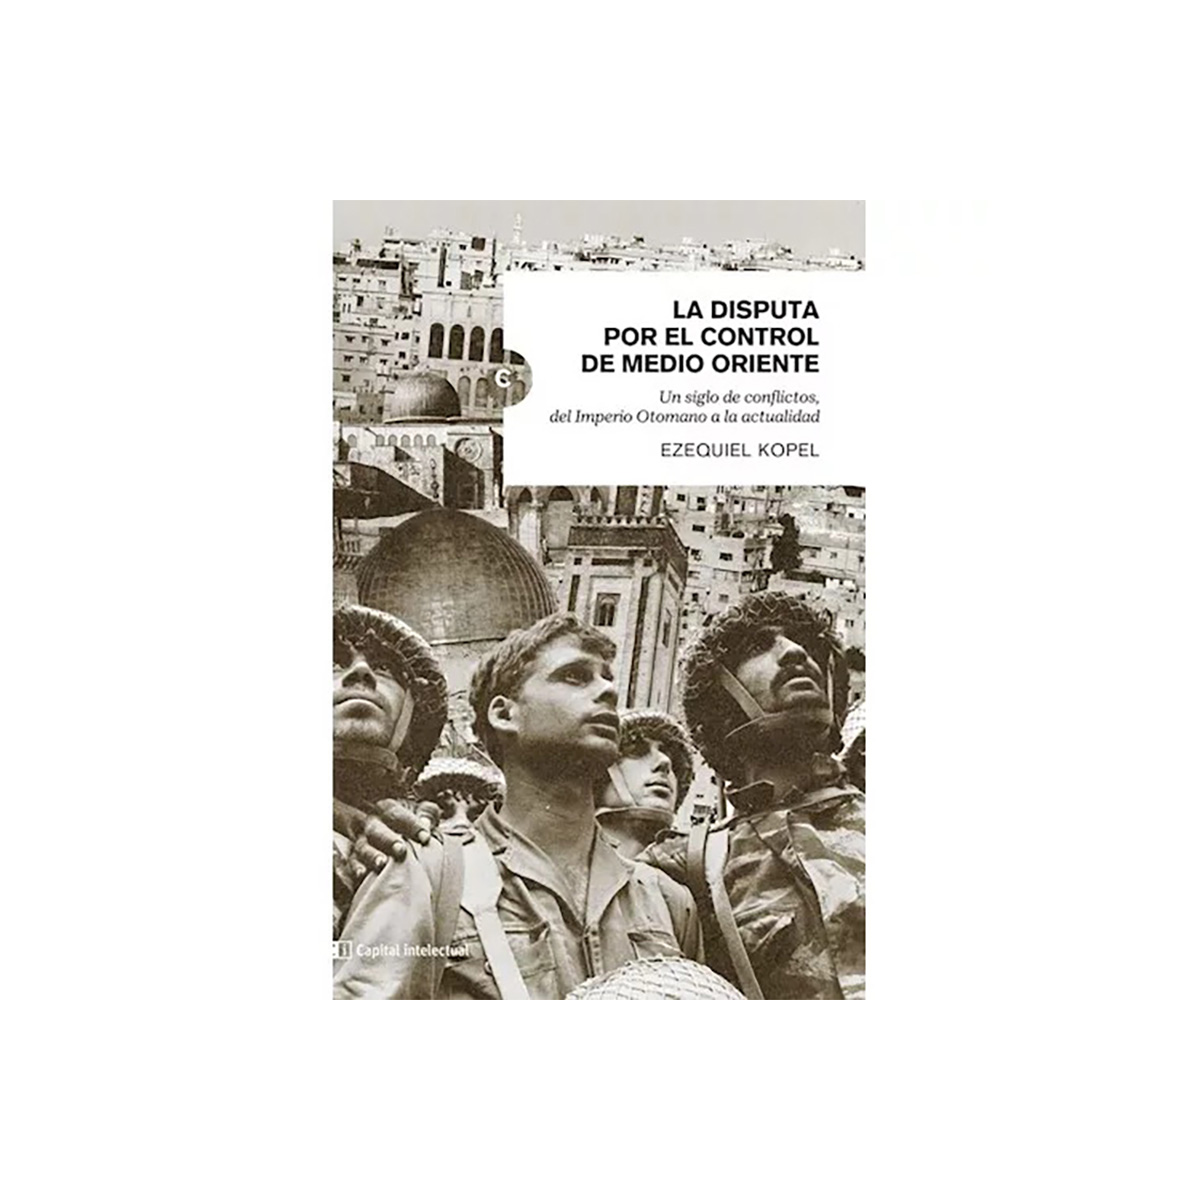 LA DISPUTA
POR EL CONTROL
DE MEDIO ORIENTE
Un siglo de conflictos,
del Imperio Otomano a la actualidad
EZEQUIEL KOPEL
Capital intelectual